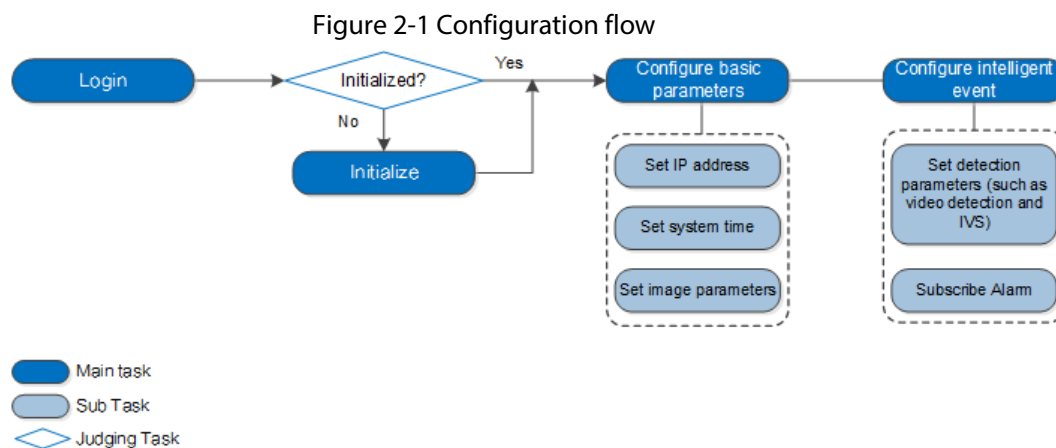 Figure 2-1 Configuration flow
Login
Initialized?
Yes
No
Initialize
Configure basic
parameters
Set IP address
Set system time
Set image parameters
Configure intelligent
event
Set detection
parameters (such as
video detection and
IVS)
Subscribe Alarm
Main task
Sub Task
Judging Task